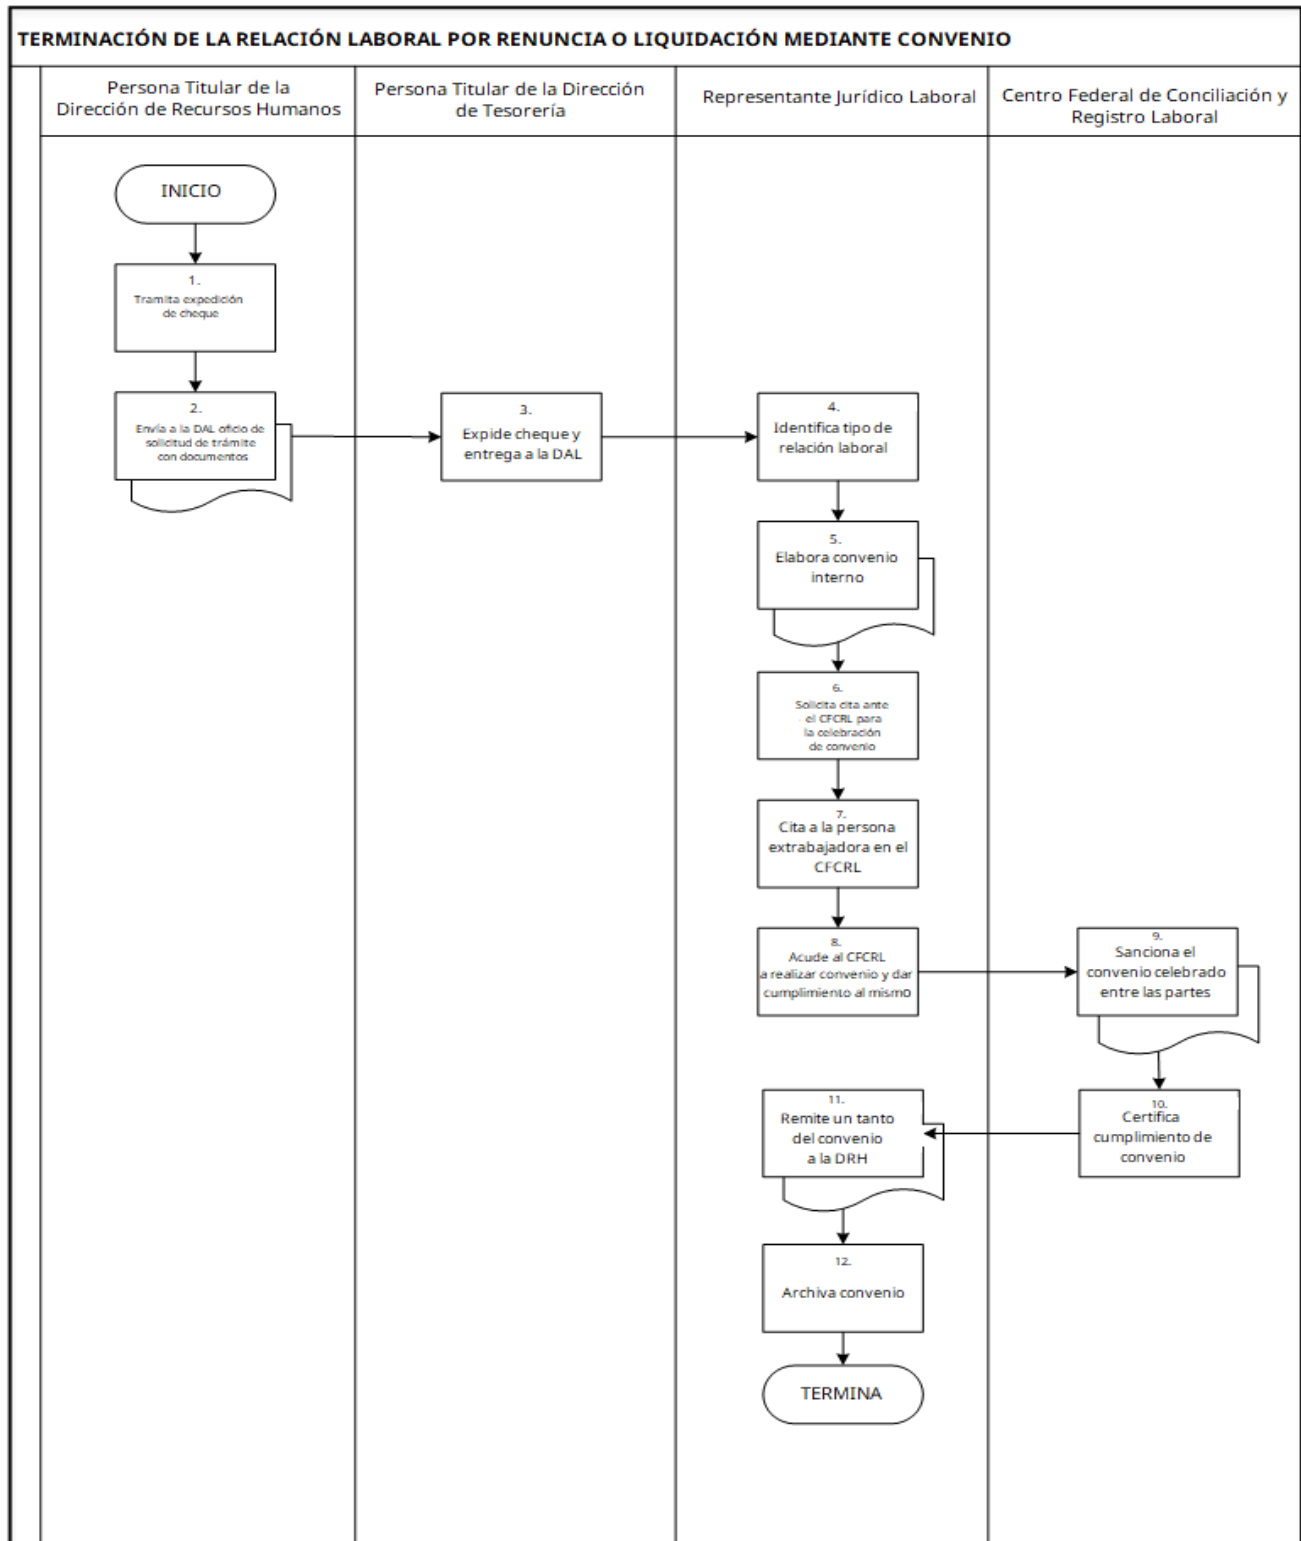 TERMINACIÓN DE LA RELACIÓN LABORAL POR RENUNCIA O LIQUIDACIÓN MEDIANTE CONVENIO
Persona Titular de la
Dirección de Recursos Humanos
Persona Titular de la Dirección
de Tesorería
Representante Jurídico Laboral
Centro Federal de Conciliación y
Registro Laboral
INICIO
1.
Tramita expedición
de cheque
2.
Envía a la DAL oficio de
solicitud de trámite
con documentos
3.
Expide cheque y
entrega a la DAL
4.
Identifica tipo de
relación laboral
5.
Elabora convenio
interno
6.
Solicita cita ante
el CFCRL para
la celebración
de convenio
7.
Cita a la persona
extrabajadora en el
CFCRL
8.
Acude al CFCRL
a realizar convenio y dar
cumplimiento al mismo
9.
Sanciona el
convenio celebrado
entre las partes
10.
Certifica
cumplimiento de
convenio
11.
Remite un tanto
del convenio
a la DRH
12.
Archiva convenio
TERMINA